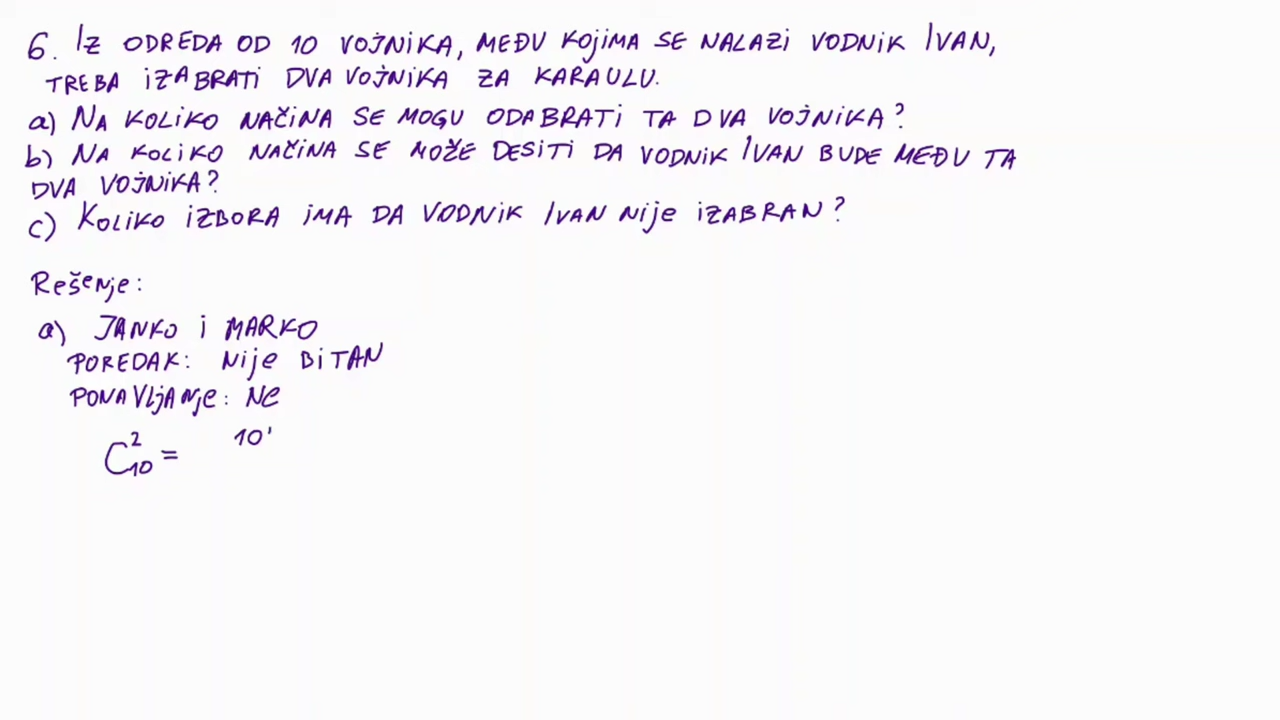 6. Iz ODREDA OD 10 VOJNIKA, MEĐU KOJIMA SE NALAZI VODNIK IVAN,
TREBA IZABRATI DVA VOJNIKA ZA KARAULU.
a) NA KOLIKO NAČINA SE MOGU ODABRATI TA DVA VOJNIKA?
b) NA KOLIKO NAČINA SE MOŽE DESITI DA VODNIK IVAN BUDE MEĐU TA
DVA VOJNIKA?
c) KOLIKO IZBORA IMA DA VODNIK IVAN NIJE IZABRAN?
Rešenje:
a) JANKO I MARKO
POREDAK: NIJE BITAN
PONAVLJANJE: NE
C₁₀² = 10'